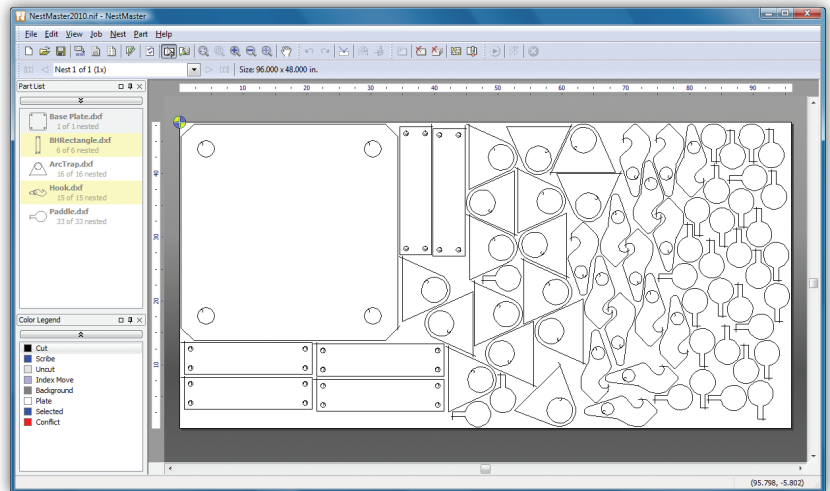 NestMaster2010.nif - NestMaster
File Edit View Job Nest Part Help
Nest 1 of 1 (1x)
Size: 96.000 x 48.000 in.
Part List
10 20 30 40 50 60 70 80 90
Base Plate.dxf
1 of 1 nested
BHRectangle.dxf
6 of 6 nested
ArcTrap.dxf
16 of 16 nested
Hook.dxf
15 of 15 nested
Paddle.dxf
33 of 33 nested
40
30
20
10
Color Legend
Cut
Scribe
Uncut
Index Move
Background
Plate
Selected
Conflict
(95.798, -5.802)